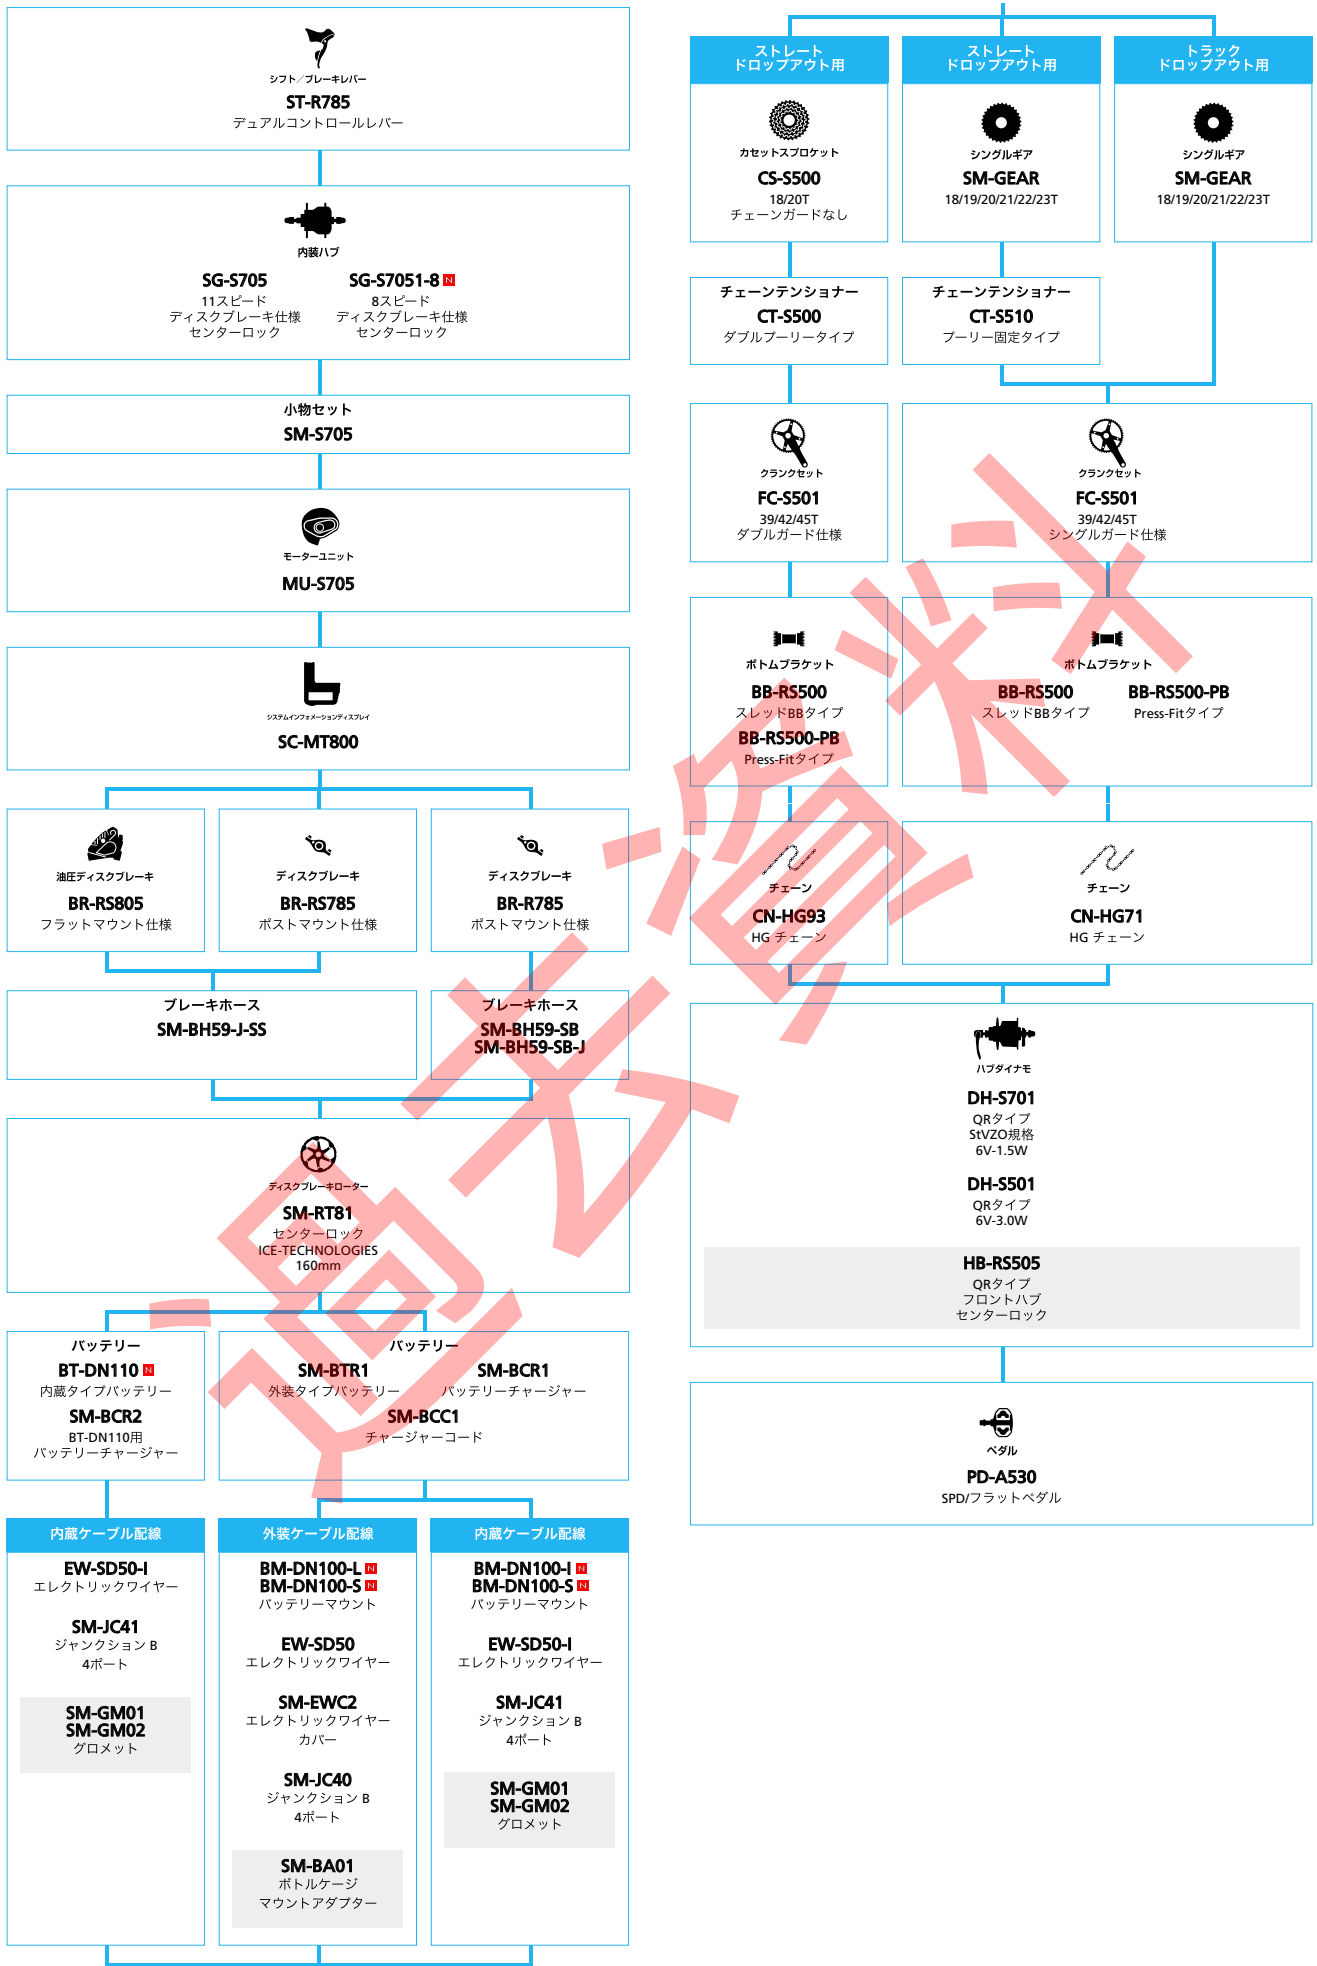 シフト／ブレーキレバー
ST-R785
デュアルコントロールレバー
内装ハブ
SG-S705
11スピード
ディスクブレーキ仕様
センターロック
SG-S7051-8 N
8スピード
ディスクブレーキ仕様
センターロック
小物セット
SM-S705
モーターユニット
MU-S705
システムインフォメーションディスプレイ
SC-MT800
油圧ディスクブレーキ
BR-RS805
フラットマウント仕様
ディスクブレーキ
BR-RS785
ポストマウント仕様
ディスクブレーキ
BR-R785
ポストマウント仕様
ブレーキホース
SM-BH59-J-SS
ブレーキホース
SM-BH59-SB
SM-BH59-SB-J
ディスクブレーキローター
SM-RT81
センターロック
ICE-TECHNOLOGIES
160mm
バッテリー
BT-DN110 N
内蔵タイプバッテリー
SM-BCR2
BT-DN110用
バッテリーチャージャー
バッテリー
SM-BTR1
外装タイプバッテリー
SM-BCR1
バッテリーチャージャー
SM-BCC1
チャージャーコード
内蔵ケーブル配線
EW-SD50-I
エレクトリックワイヤー
SM-JC41
ジャンクション B
4ポート
SM-GM01
SM-GM02
グロメット
外装ケーブル配線
BM-DN100-L N
BM-DN100-S N
バッテリーマウント
EW-SD50
エレクトリックワイヤー
SM-EWC2
エレクトリックワイヤー
カバー
SM-JC40
ジャンクション B
4ポート
SM-BA01
ボトルケージ
マウントアダプター
内蔵ケーブル配線
BM-DN100-I N
BM-DN100-S N
バッテリーマウント
EW-SD50-I
エレクトリックワイヤー
SM-JC41
ジャンクション B
4ポート
SM-GM01
SM-GM02
グロメット
ストレート
ドロップアウト用
カセットスプロケット
CS-S500
18/20T
チェーンガードなし
ストレート
ドロップアウト用
シングルギア
SM-GEAR
18/19/20/21/22/23T
トラック
ドロップアウト用
シングルギア
SM-GEAR
18/19/20/21/22/23T
チェーンテンショナー
CT-S500
ダブルプーリータイプ
チェーンテンショナー
CT-S510
プーリー固定タイプ
クランクセット
FC-S501
39/42/45T
ダブルガード仕様
クランクセット
FC-S501
39/42/45T
シングルガード仕様
ボトムブラケット
BB-RS500
スレッドBBタイプ
BB-RS500-PB
Press-Fitタイプ
ボトムブラケット
BB-RS500
スレッドBBタイプ
BB-RS500-PB
Press-Fitタイプ
チェーン
CN-HG93
HG チェーン
チェーン
CN-HG71
HG チェーン
ハブダイナモ
DH-S701
QRタイプ
StVZO規格
6V-1.5W
DH-S501
QRタイプ
6V-3.0W
HB-RS505
QRタイプ
フロントハブ
センターロック
ペダル
PD-A530
SPD/フラットペダル
過去資料